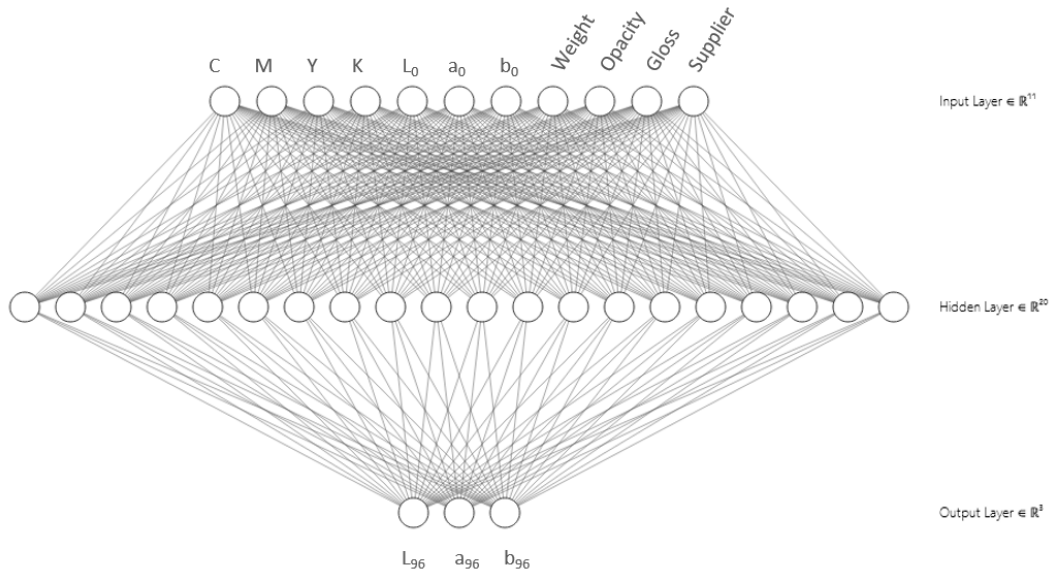 C M Y K L₀ a₀ b₀ Weight Opacity Gloss Supplier
Input Layer ∈ ℝ¹¹
Hidden Layer ∈ ℝ²⁰
Output Layer ∈ ℝ³
L₉₆ a₉₆ b₉₆